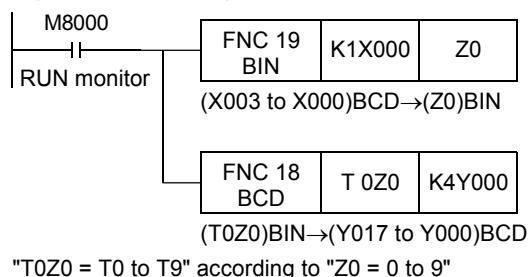 M8000
RUN monitor
FNC 19
BIN
K1X000
Z0
(X003 to X000)BCD→(Z0)BIN
FNC 18
BCD
T 0Z0
K4Y000
(T0Z0)BIN→(Y017 to Y000)BCD
"T0Z0 = T0 to T9" according to "Z0 = 0 to 9"